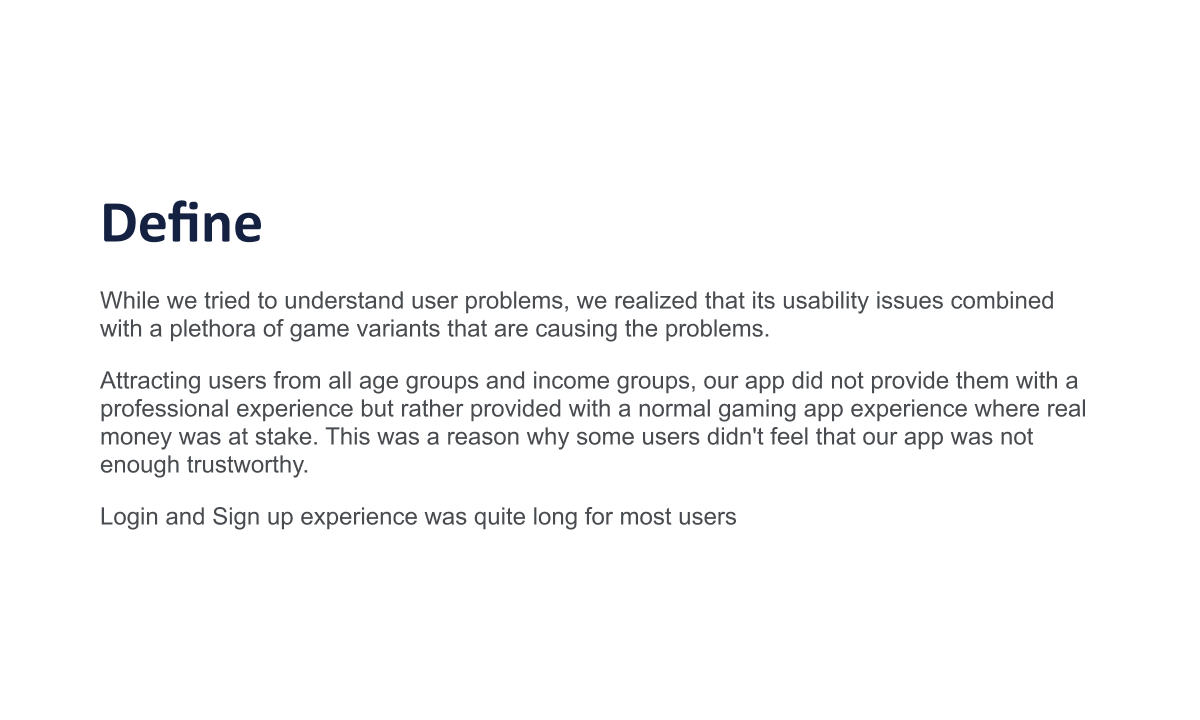 Define
While we tried to understand user problems, we realized that its usability issues combined
with a plethora of game variants that are causing the problems.
Attracting users from all age groups and income groups, our app did not provide them with a
professional experience but rather provided with a normal gaming app experience where real
money was at stake. This was a reason why some users didn't feel that our app was not
enough trustworthy.
Login and Sign up experience was quite long for most users